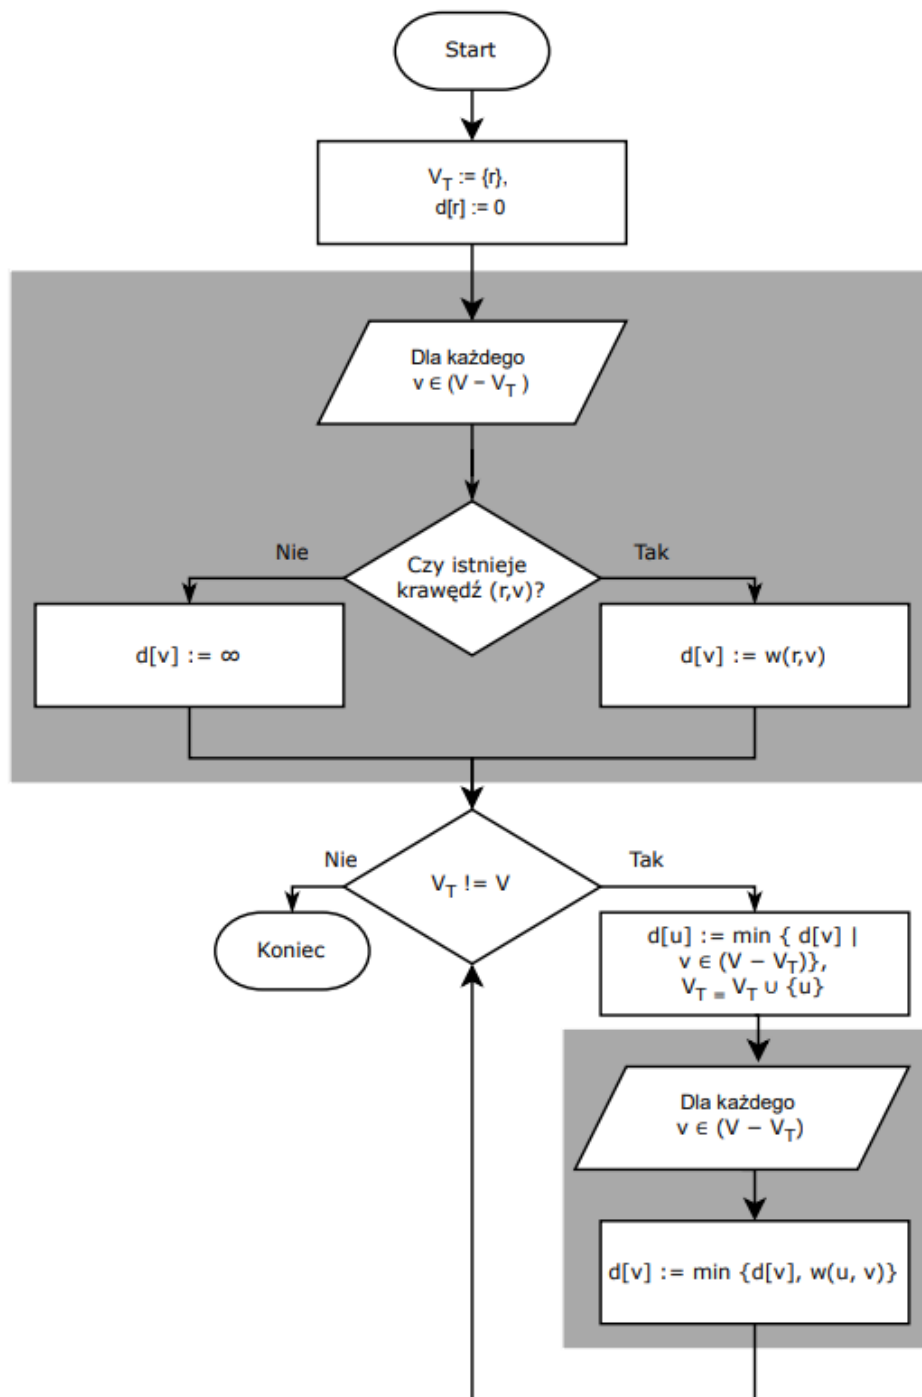 Start
V_T := {r},
d[r] := 0
Dla każdego
v ∈ (V − V_T )
Nie
Tak
Czy istnieje
krawędź (r,v)?
d[v] := ∞
d[v] := w(r,v)
Nie
Tak
V_T != V
Koniec
d[u] := min { d[v] |
v ∈ (V − V_T)},
V_T = V_T ∪ {u}
Dla każdego
v ∈ (V − V_T)
d[v] := min {d[v], w(u, v)}